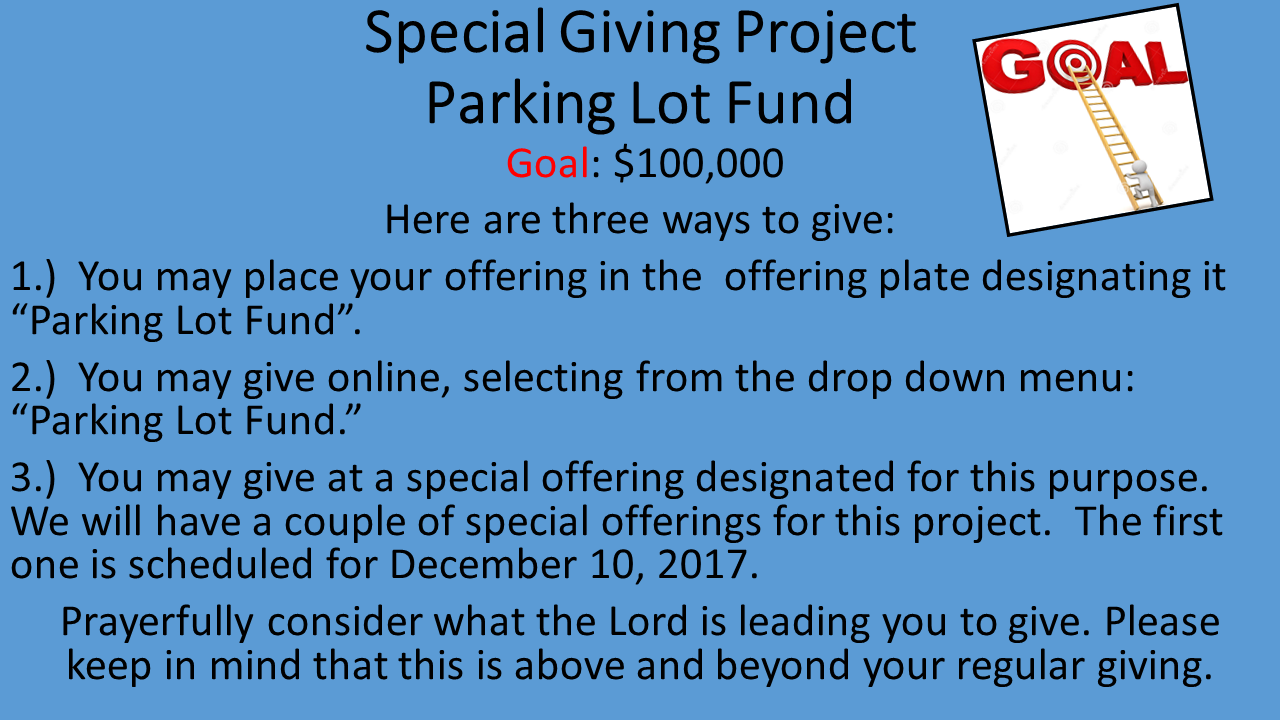 Special Giving Project
Parking Lot Fund
GOAL
Goal: $100,000
Here are three ways to give:
1.)  You may place your offering in the  offering plate designating it
“Parking Lot Fund”.
2.)  You may give online, selecting from the drop down menu:
“Parking Lot Fund.”
3.)  You may give at a special offering designated for this purpose.
We will have a couple of special offerings for this project.  The first
one is scheduled for December 10, 2017.
Prayerfully consider what the Lord is leading you to give. Please
keep in mind that this is above and beyond your regular giving.